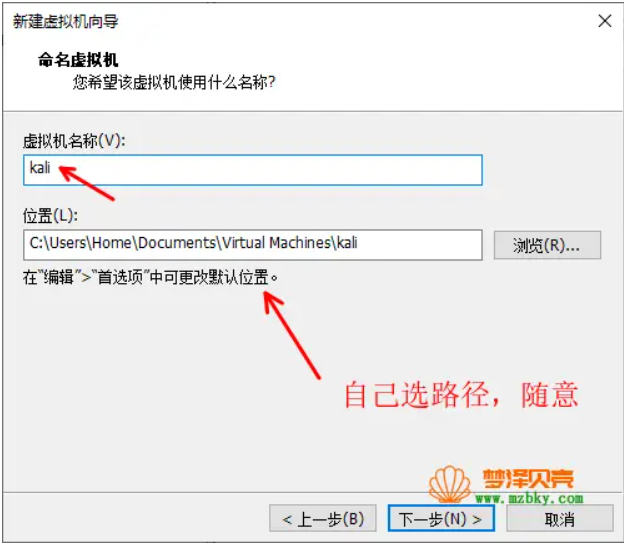 新建虚拟机向导
命名虚拟机
您希望该虚拟机使用什么名称?
虚拟机名称(V):
kali
位置(L):
C:\Users\Home\Documents\Virtual Machines\kali
浏览(R)...
在"编辑">"首选项"中可更改默认位置。
自己选路径，随意
梦泽贝壳
www.mzbky.com
< 上一步(B)
下一步(N) >
取消